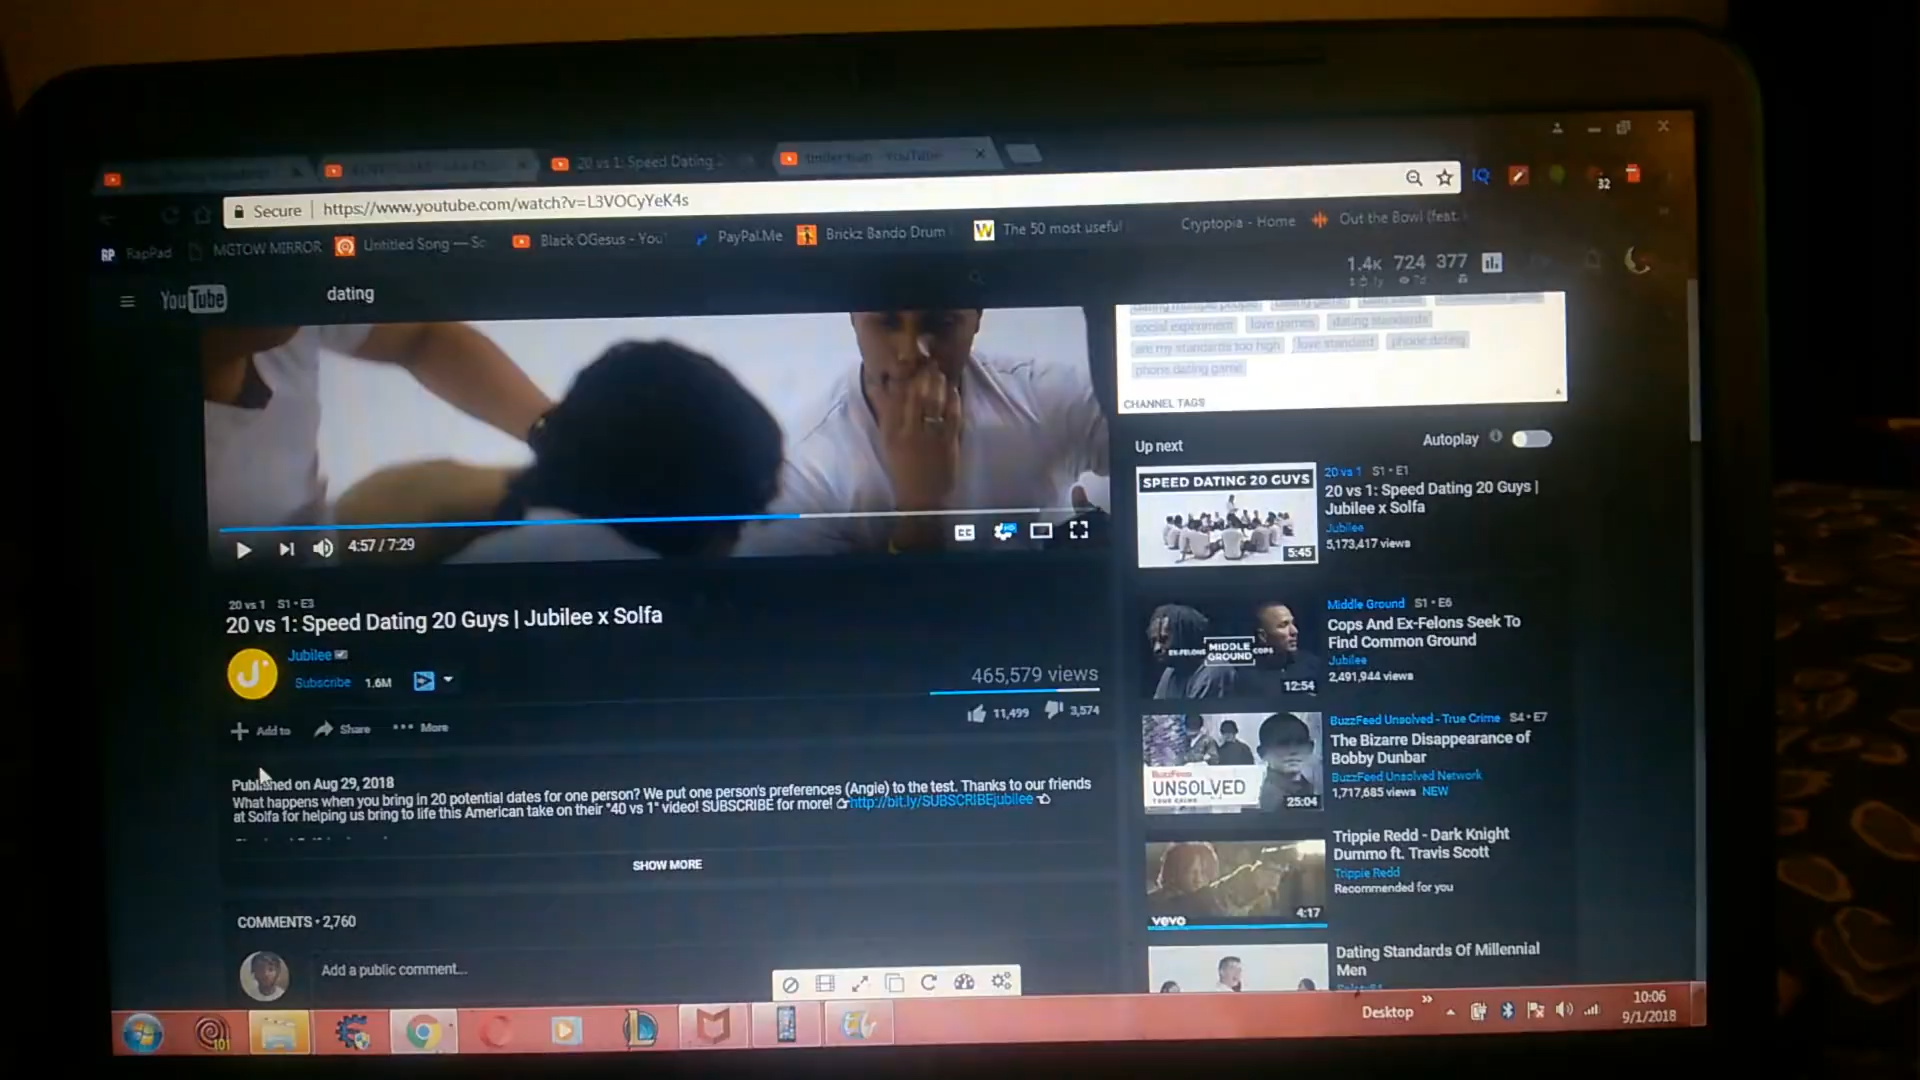 20 vs 1: Speed Dating 2
YouTube
Secure | https://www.youtube.com/watch?v=L3VOCyYeK4s
32
RP RapPad
MGTOW MIRROR
Untitled Song — Sc
Black OGesus - You
PayPal.Me
Brickz Bando Drum
The 50 most useful
Cryptopia - Home
Out the Bowl (feat.
YouTube
dating
1.4K 724 377
social experiment love games dating standards
are my standards too high love standard phone dating
phone dating game
CHANNEL TAGS
4:57 / 7:29
CC
HD
20 vs 1 S1 • E3
20 vs 1: Speed Dating 20 Guys | Jubilee x Solfa
Jubilee
Subscribe 1.6M
465,579 views
11,499 3,574
Add to Share More
Published on Aug 29, 2018
What happens when you bring in 20 potential dates for one person? We put one person's preferences (Angie) to the test. Thanks to our friends
at Solfa for helping us bring to life this American take on their "40 vs 1" video! SUBSCRIBE for more! http://bit.ly/SUBSCRIBEjubilee
SHOW MORE
COMMENTS • 2,760
Add a public comment...
Up next
Autoplay
SPEED DATING 20 GUYS
5:45
20 vs 1 S1 • E1
20 vs 1: Speed Dating 20 Guys |
Jubilee x Solfa
Jubilee
5,173,417 views
EX-FELONS MIDDLE GROUND COPS
12:54
Middle Ground S1 • E6
Cops And Ex-Felons Seek To
Find Common Ground
Jubilee
2,491,944 views
BuzzFeed
UNSOLVED
TRUE CRIME
25:04
BuzzFeed Unsolved - True Crime S4 • E7
The Bizarre Disappearance of
Bobby Dunbar
BuzzFeed Unsolved Network
1,717,685 views NEW
vevo
4:17
Trippie Redd - Dark Knight
Dummo ft. Travis Scott
Trippie Redd
Recommended for you
Dating Standards Of Millennial
Men
101
Desktop
10:06
9/1/2018